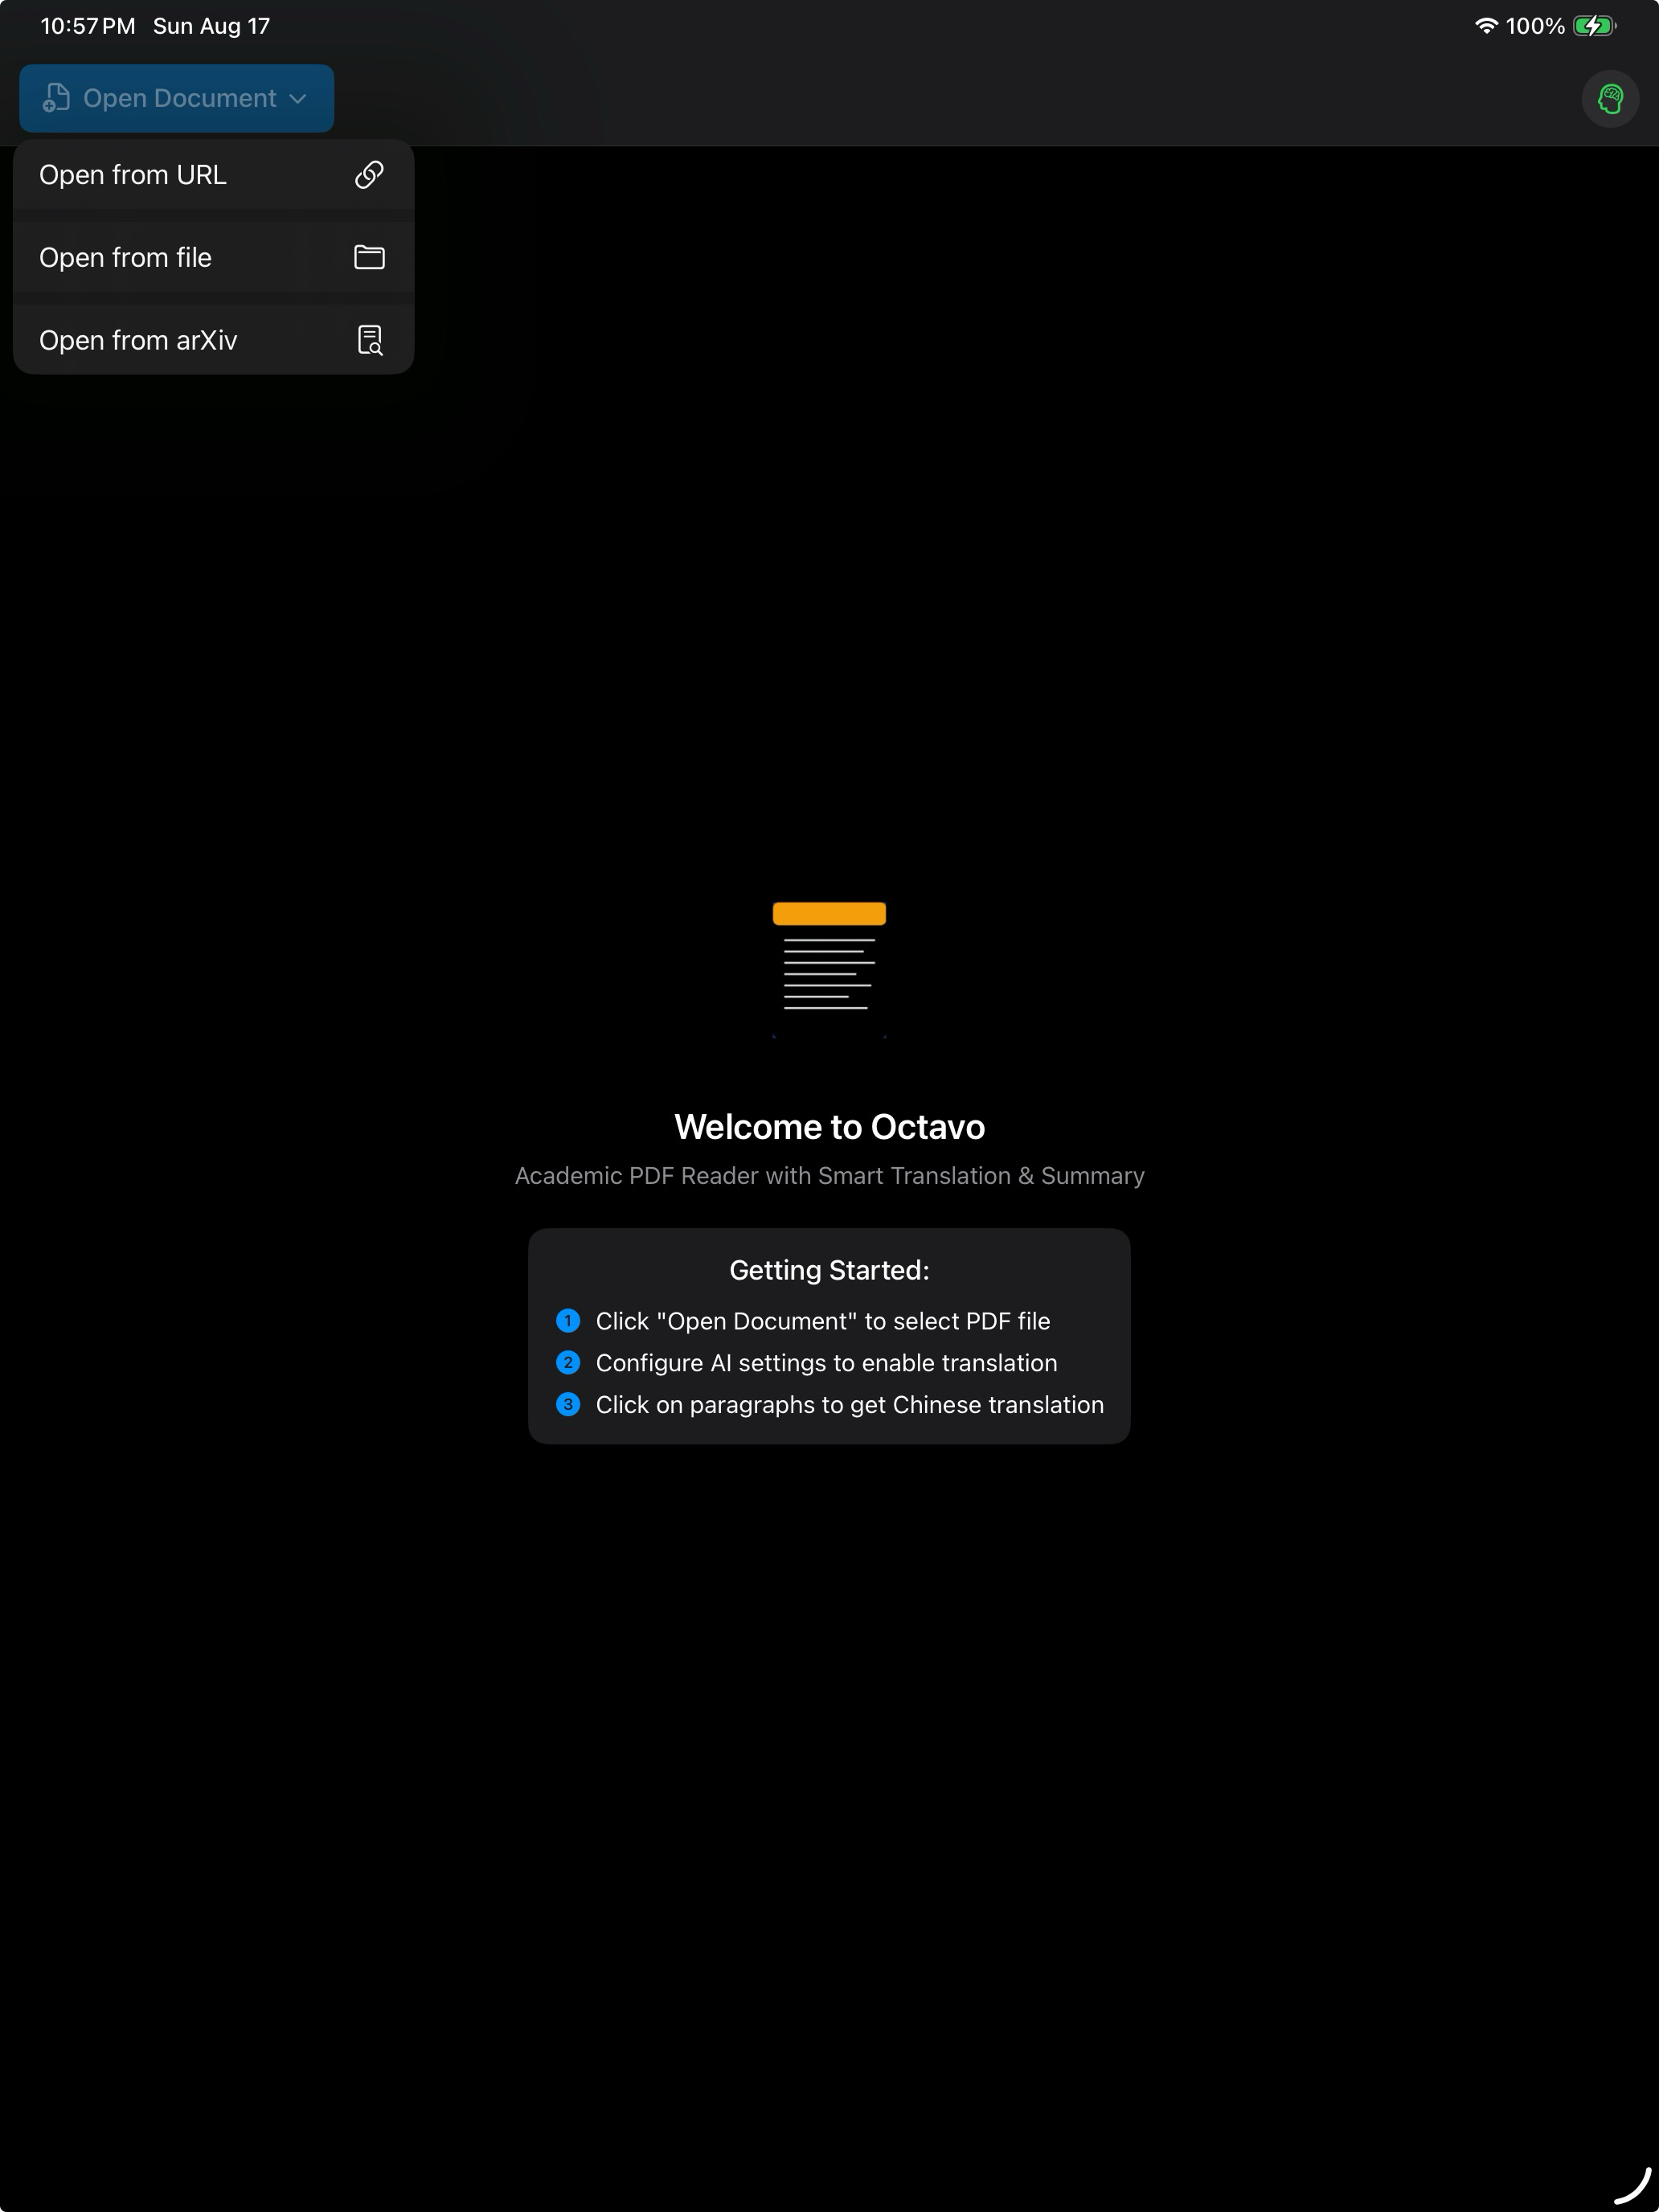 10:57 PM Sun Aug 17
100%
Open Document
Open from URL
Open from file
Open from arXiv
Welcome to Octavo
Academic PDF Reader with Smart Translation & Summary
Getting Started:
1 Click "Open Document" to select PDF file
2 Configure AI settings to enable translation
3 Click on paragraphs to get Chinese translation